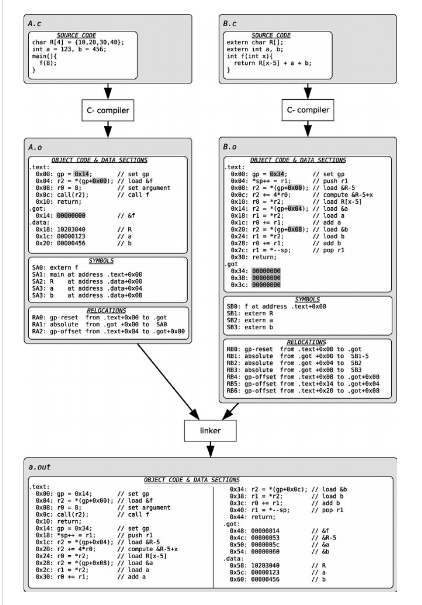 A.c
SOURCE CODE
char R[4] = {10,20,30,40};
int a = 123, b = 456;
main(){
f(8);
}
B.c
SOURCE CODE
extern char R[];
extern int a, b;
int f(int x){
return R[x-5] + a + b;
}
C- compiler
C- compiler
A.o
OBJECT CODE & DATA SECTIONS
.text:
0x00: gp = 0x14; // set gp
0x04: r2 = *(gp+0x00); // load &f
0x08: r0 = 8; // set argument
0x0c: call(r2); // call f
0x10: return;
.got:
0x14: 00000000 // &f
.data:
0x18: 10203040 // R
0x1c: 00000123 // a
0x20: 00000456 // b
SYMBOLS
SA0: extern f
SA1: main at address .text+0x00
SA2: R at address .data+0x00
SA3: a at address .data+0x04
SA3: b at address .data+0x08
RELOCATIONS
RA0: gp-reset from .text+0x00 to .got
RA1: absolute from .got +0x00 to SA0
RA2: gp-offset from .text+0x04 to .got+0x00
B.o
OBJECT CODE & DATA SECTIONS
.text:
0x00: gp = 0x34; // set gp
0x04: *sp++ = r1; // push r1
0x08: r2 = *(gp+0x00); // load &R-5
0x0c: r2 += 4*r0; // compute &R-5+x
0x10: r0 = *r2; // load R[x-5]
0x14: r2 = *(gp+0x04); // load &a
0x18: r1 = *r2; // load a
0x1c: r0 += r1; // add a
0x20: r2 = *(gp+0x08); // load &b
0x24: r1 = *r2; // load b
0x28: r0 += r1; // add b
0x2c: r1 = *--sp; // pop r1
0x30: return;
.got
0x34: 00000000
0x38: 00000000
0x3c: 00000000
SYMBOLS
SB0: f at address .text+0x00
SB1: extern R
SB2: extern a
SB3: extern b
RELOCATIONS
RB0: gp-reset from .text+0x00 to .got
RB1: absolute from .got +0x00 to SB1-5
RB2: absolute from .got +0x04 to SB2
RB3: absolute from .got +0x08 to SB3
RB4: gp-offset from .text+0x08 to .got+0x00
RB5: gp-offset from .text+0x14 to .got+0x04
RB6: gp-offset from .text+0x20 to .got+0x08
linker
a.out
OBJECT CODE & DATA SECTIONS
.text:
0x00: gp = 0x14; // set gp
0x04: r2 = *(gp+0x00); // load &f
0x08: r0 = 8; // set argument
0x0c: call(r2); // call f
0x10: return;
0x14: gp = 0x34; // set gp
0x18: *sp++ = r1; // push r1
0x1c: r2 = *(gp+0x04); // load &R-5
0x20: r2 += 4*r0; // compute &R-5+x
0x24: r0 = *r2; // load R[x-5]
0x28: r2 = *(gp+0x08); // load &a
0x2c: r1 = *r2; // load a
0x30: r0 += r1; // add a
0x34: r2 = *(gp+0x0c); // load &b
0x38: r1 = *r2; // load b
0x3c: r0 += r1; // add b
0x40: r1 = *--sp; // pop r1
0x44: return;
.got:
0x48: 00000014 // &f
0x4c: 00000053 // &R-5
0x50: 0000005c // &a
0x54: 00000060 // &b
.data:
0x58: 10203040 // R
0x5c: 00000123 // a
0x60: 00000456 // b